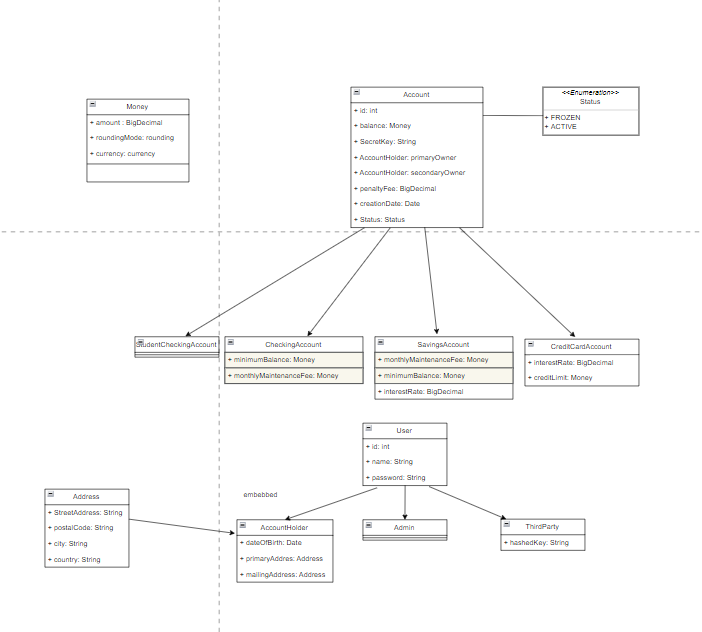 Money
+ amount : BigDecimal
+ roundingMode: rounding
+ currency: currency
Account
+ id: int
+ balance: Money
+ SecretKey: String
+ AccountHolder: primaryOwner
+ AccountHolder: secondaryOwner
+ penaltyFee: BigDecimal
+ creationDate: Date
+ Status: Status
<<Enumeration>>
Status
+ FROZEN
+ ACTIVE
StudentCheckingAccount
CheckingAccount
+ minimumBalance: Money
+ monthlyMaintenanceFee: Money
SavingsAccount
+ monthlyMaintenanceFee: Money
+ minimumBalance: Money
+ interestRate: BigDecimal
CreditCardAccount
+ interestRate: BigDecimal
+ creditLimit: Money
User
+ id: int
+ name: String
+ password: String
Address
+ StreetAddress: String
+ postalCode: String
+ city: String
+ country: String
embebbed
AccountHolder
+ dateOfBirth: Date
+ primaryAddres: Address
+ mailingAddress: Address
Admin
ThirdParty
+ hashedKey: String